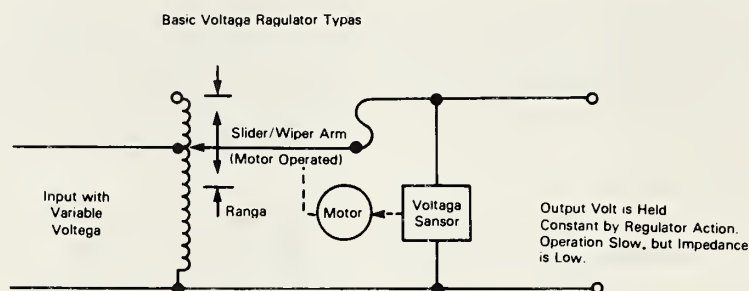 Basic Voltaga Ragulator Typas
Slider/Wiper Arm
(Motor Operated)
Ranga
Input with
Variable
Voltega
Motor
Voltaga
Sansor
Output Volt is Held
Constant by Regulator Action.
Operation Slow, but Impedance
is Low.